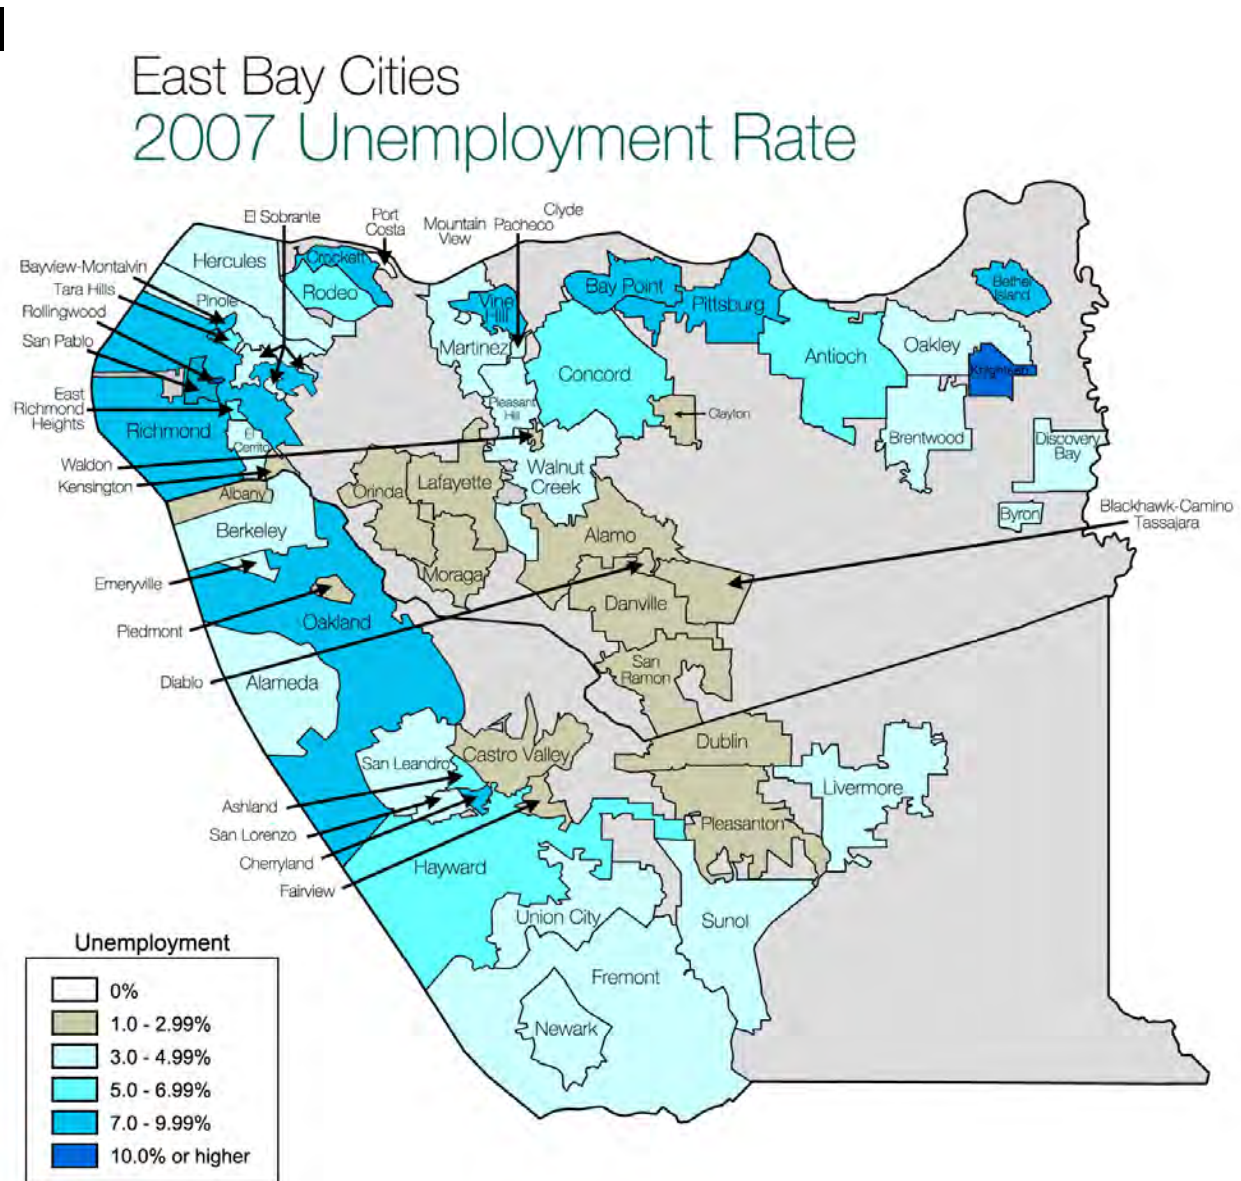 East Bay Cities
2007 Unemployment Rate
El Sobrante
Port
Costa
Mountain
View
Pacheco
Clyde
Bayview-Montalvin
Tara Hills
Rollingwood
San Pablo
East
Richmond
Heights
Waldon
Kensington
Hercules
Pinole
Crockett
Rodeo
Vine
Hill
Martinez
Bay Point
Pittsburg
Bethel
Island
Antioch
Oakley
Knightsen
Concord
Clayton
Pleasant
Hill
Richmond
El
Cerrito
Brentwood
Discovery
Bay
Byron
Walnut
Creek
Orinda
Lafayette
Albany
Berkeley
Alamo
Blackhawk-Camino
Tassajara
Emeryville
Moraga
Piedmont
Oakland
Danville
Diablo
Alameda
San
Ramon
Dublin
San Leandro
Castro Valley
Livermore
Ashland
San Lorenzo
Cherryland
Fairview
Pleasanton
Hayward
Union City
Sunol
Fremont
Newark
Unemployment
0%
1.0 - 2.99%
3.0 - 4.99%
5.0 - 6.99%
7.0 - 9.99%
10.0% or higher